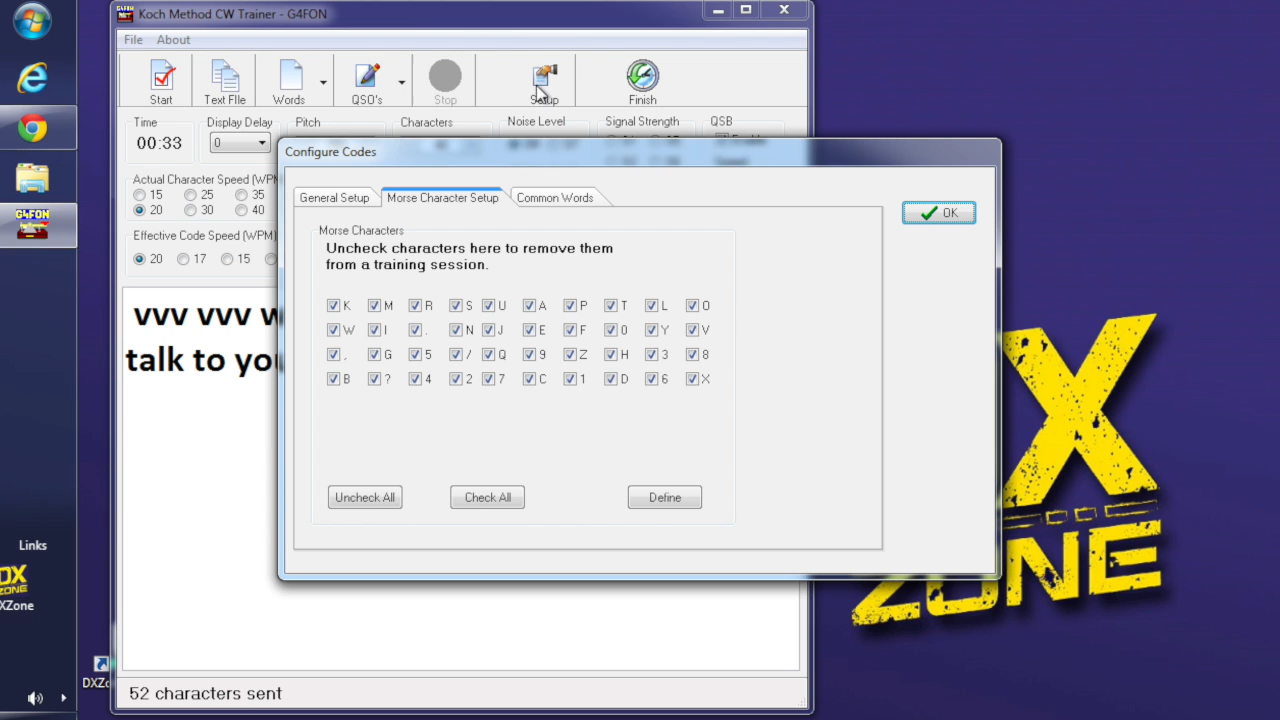 Koch Method CW Trainer - G4FON
File About
Start Text FIle Words QSO's Stop Setup Finish
Time Display Delay Pitch Characters Noise Level Signal Strength QSB
00:33 0
Configure Codes
Actual Character Speed (WPM)
15 25 35
20 30 40
Effective Code Speed (WPM)
20 17 15
vvv vvv w
talk to you
General Setup Morse Character Setup Common Words
OK
Morse Characters
Uncheck characters here to remove them
from a training session.
K M R S U A P T L O
W I . N J E F 0 Y V
, G 5 / Q 9 Z H 3 8
B ? 4 2 7 C 1 D 6 X
Uncheck All Check All Define
52 characters sent
G4FON
Links
DX
ZONE
XZone
DXZo
X
ZONE